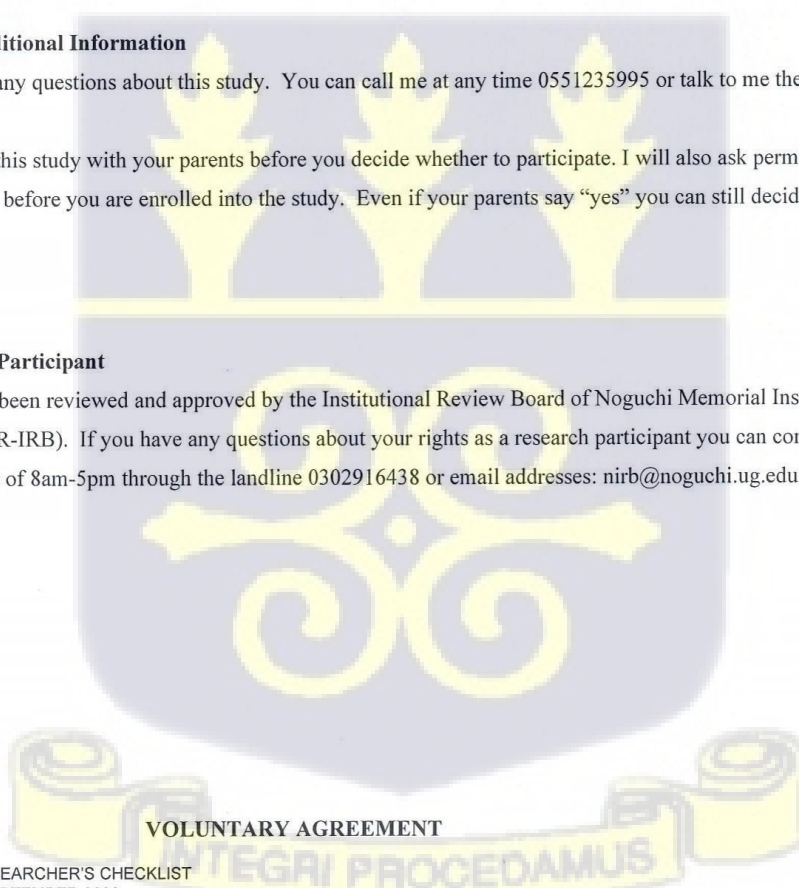 ditional Information
any questions about this study. You can call me at any time 0551235995 or talk to me the
his study with your parents before you decide whether to participate. I will also ask perm
before you are enrolled into the study. Even if your parents say “yes” you can still decid
Participant
been reviewed and approved by the Institutional Review Board of Noguchi Memorial Ins
R-IRB). If you have any questions about your rights as a research participant you can con
of 8am-5pm through the landline 0302916438 or email addresses: nirb@noguchi.ug.edu
VOLUNTARY AGREEMENT
INTEGRI PROCEDAMUS
EARCHER'S CHECKLIST